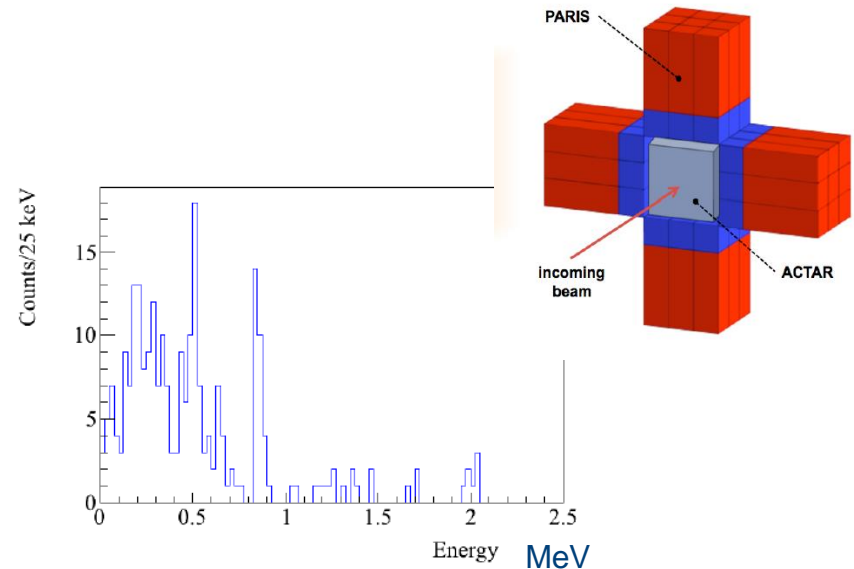 PARIS
incoming
beam
ACTAR
Counts/25 keV
15
10
5
0
0
0.5
1
1.5
2
2.5
Energy
MeV